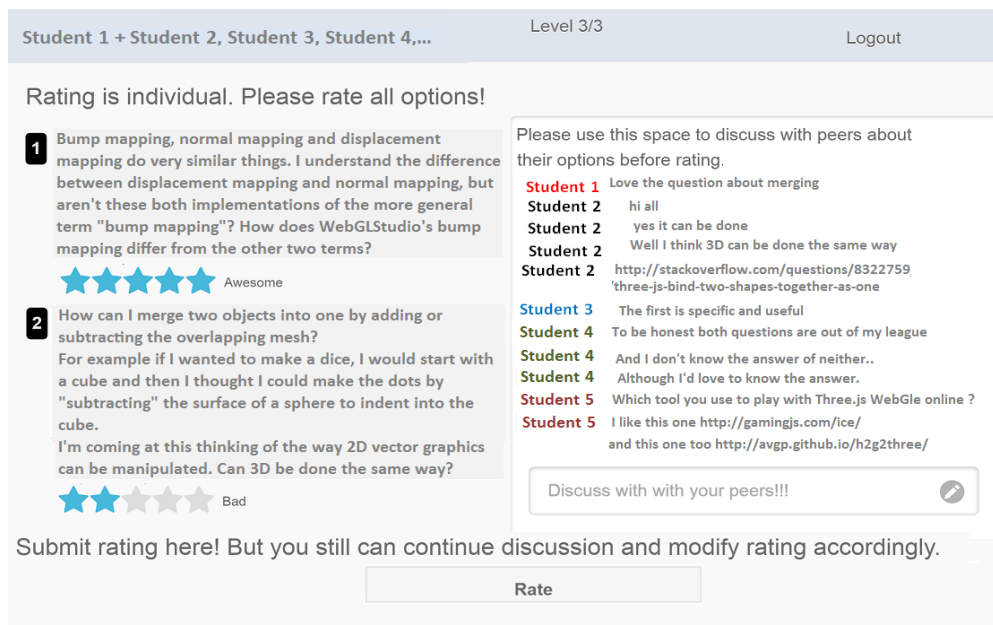 Student 1 + Student 2, Student 3, Student 4,...
Level 3/3
Logout
Rating is individual. Please rate all options!
1
Bump mapping, normal mapping and displacement
mapping do very similar things. I understand the difference
between displacement mapping and normal mapping, but
aren't these both implementations of the more general
term "bump mapping"? How does WebGLStudio's bump
mapping differ from the other two terms?
Awesome
2
How can I merge two objects into one by adding or
subtracting the overlapping mesh?
For example if I wanted to make a dice, I would start with
a cube and then I thought I could make the dots by
"subtracting" the surface of a sphere to indent into the
cube.
I'm coming at this thinking of the way 2D vector graphics
can be manipulated. Can 3D be done the same way?
Bad
Please use this space to discuss with peers about
their options before rating.
Student 1 Love the question about merging
Student 2 hi all
Student 2 yes it can be done
Student 2 Well I think 3D can be done the same way
Student 2 http://stackoverflow.com/questions/8322759
/three-js-bind-two-shapes-together-as-one
Student 3 The first is specific and useful
Student 4 To be honest both questions are out of my league
Student 4 And I don't know the answer of neither..
Student 4 Although I'd love to know the answer.
Student 5 Which tool you use to play with Three.js WebGle online ?
Student 5 I like this one http://gamingjs.com/ice/
and this one too http://avgp.github.io/h2g2three/
Discuss with with your peers!!!
Submit rating here! But you still can continue discussion and modify rating accordingly.
Rate